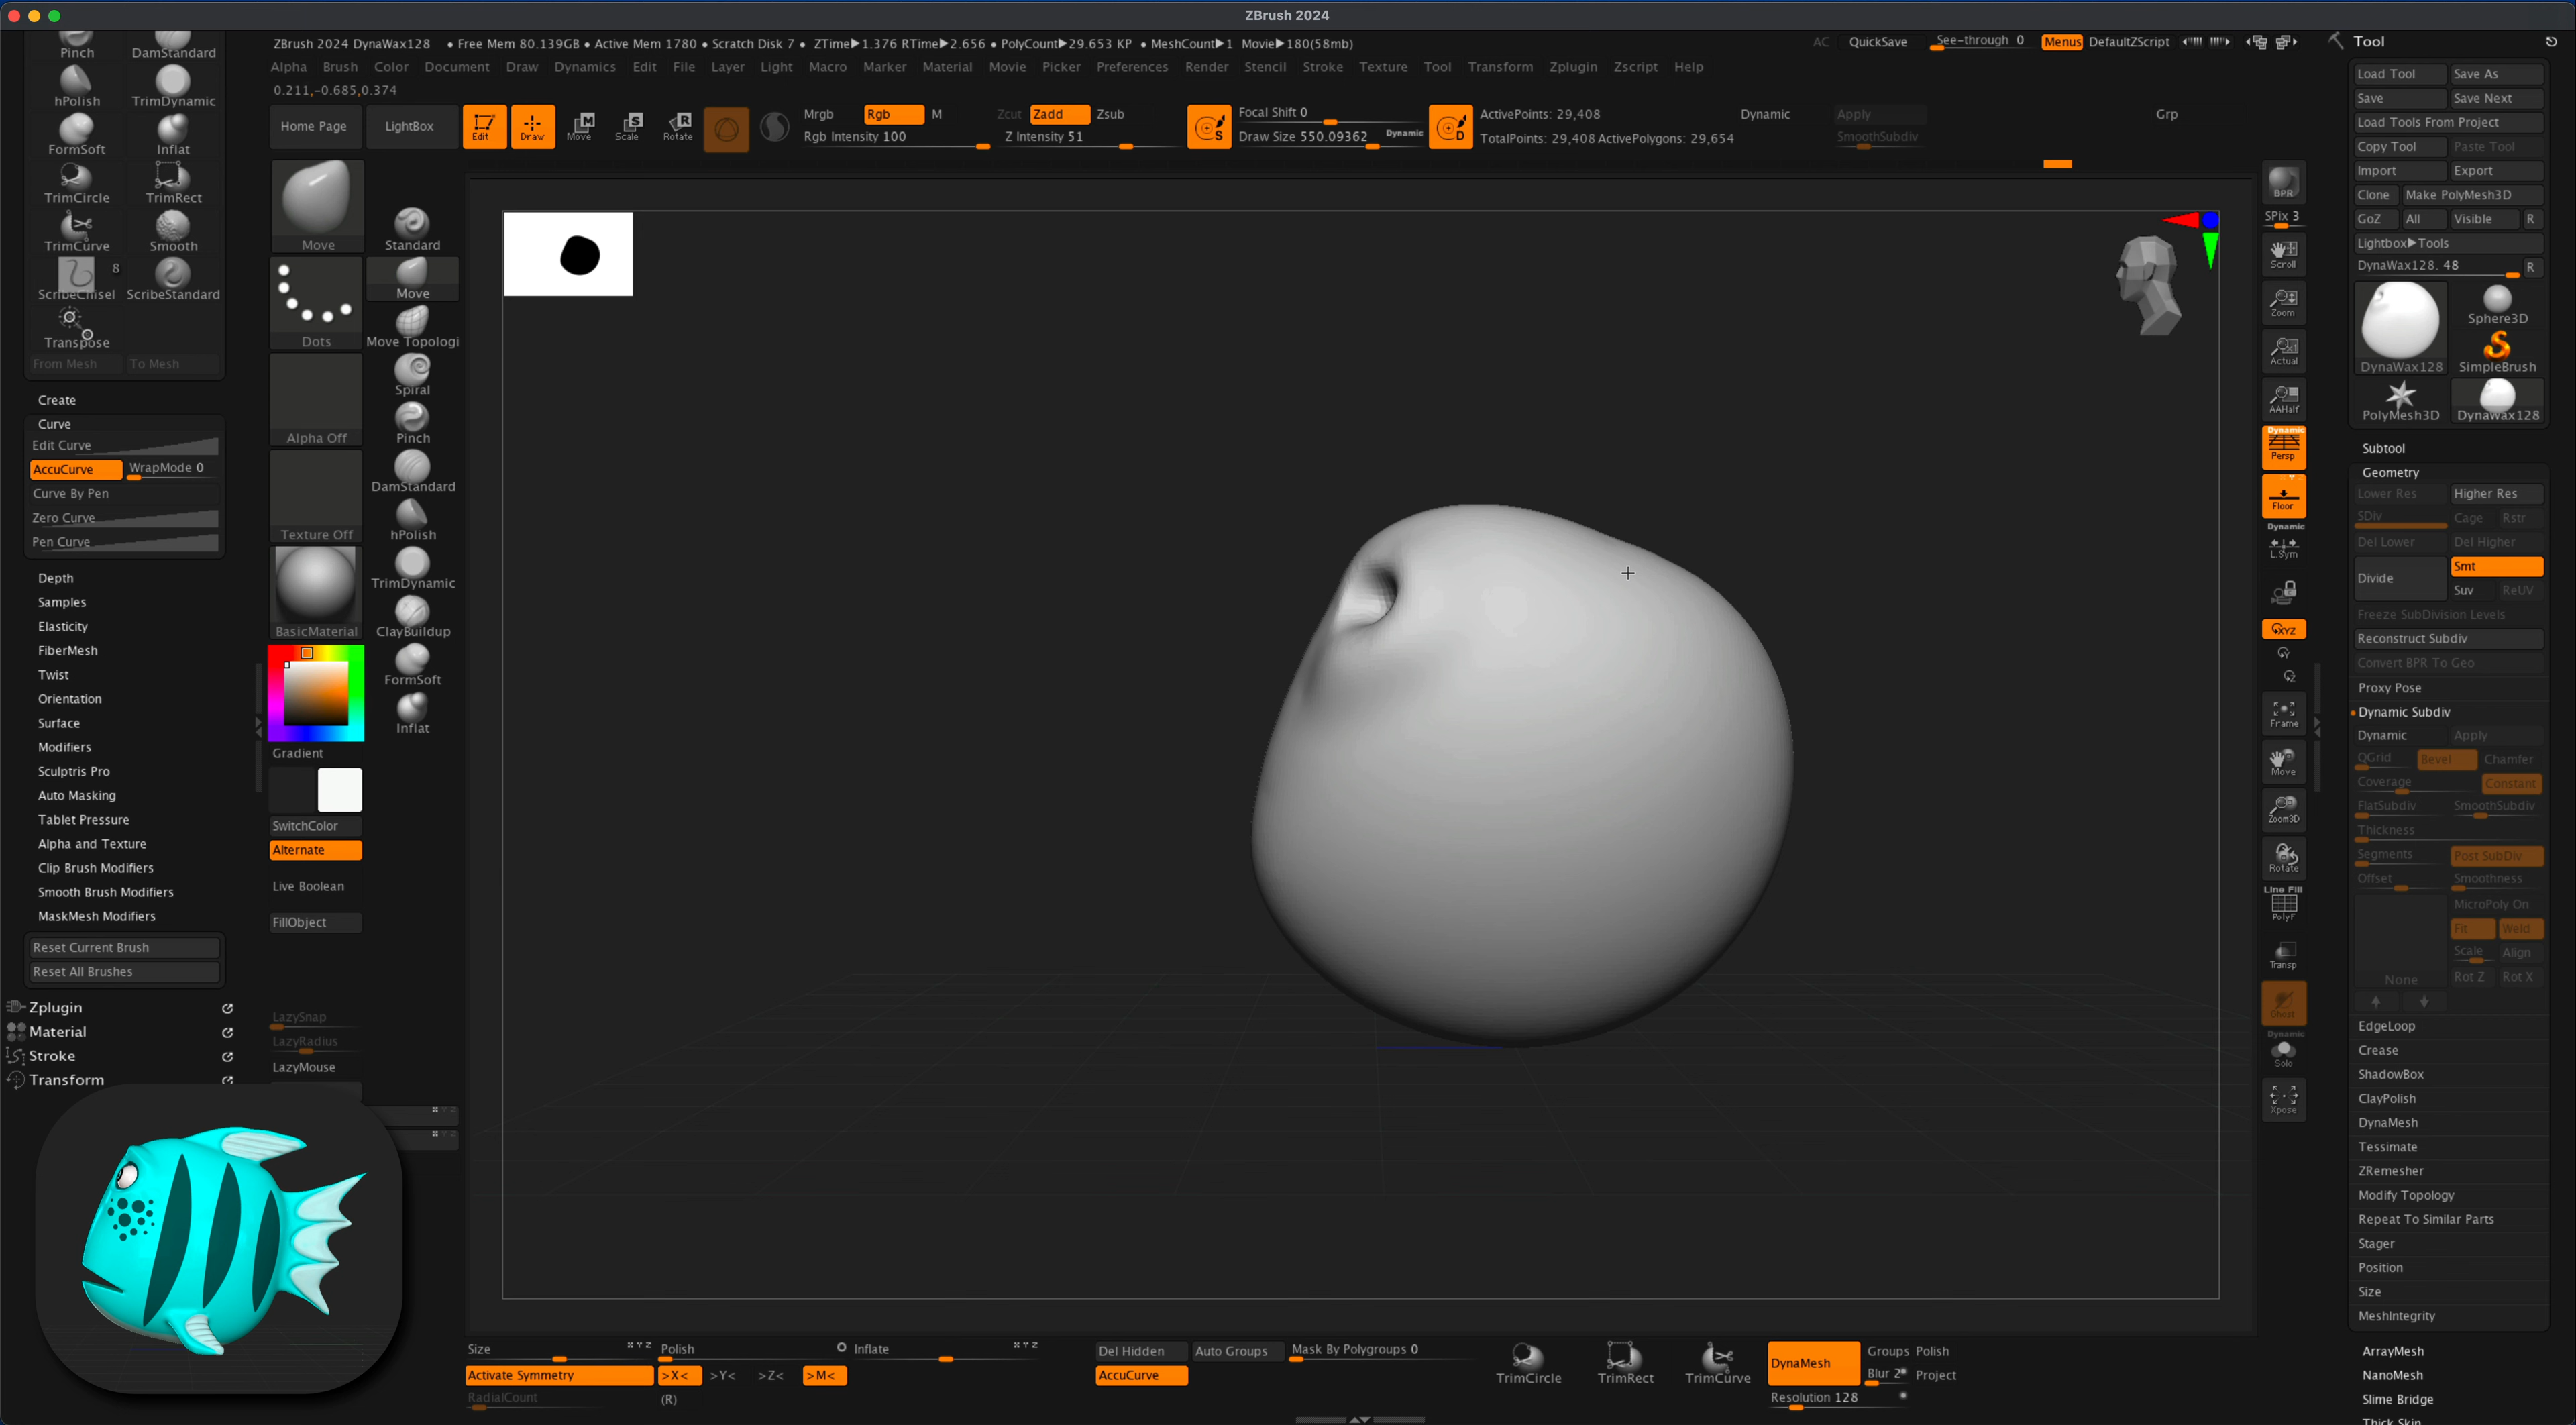 ZBrush 2024
Pinch DamStandard
hPolish TrimDynamic
FormSoft Inflat
TrimCircle TrimRect
TrimCurve Smooth
8
ScribeChisel ScribeStandard
Transpose
From Mesh To Mesh
Create
Curve
Edit Curve
AccuCurve WrapMode 0
Curve By Pen
Zero Curve
Pen Curve
Depth
Samples
Elasticity
FiberMesh
Twist
Orientation
Surface
Modifiers
Sculptris Pro
Auto Masking
Tablet Pressure
Alpha and Texture
Clip Brush Modifiers
Smooth Brush Modifiers
MaskMesh Modifiers
Reset Current Brush
Reset All Brushes
Zplugin
Material
Stroke
Transform
ZBrush 2024 DynaWax128 • Free Mem 80.139GB • Active Mem 1780 • Scratch Disk 7 • ZTime▶1.376 RTime▶2.656 • PolyCount▶29.653 KP • MeshCount▶1 Movie▶180(58mb)
AC QuickSave See-through 0 Menus DefaultZScript
Alpha Brush Color Document Draw Dynamics Edit File Layer Light Macro Marker Material Movie Picker Preferences Render Stencil Stroke Texture Tool Transform Zplugin Zscript Help
0.211,-0.685,0.374
Home Page LightBox Edit Draw Move Scale Rotate
Mrgb Rgb M Zcut Zadd Zsub
Rgb Intensity 100 Z Intensity 51
Focal Shift 0
Draw Size 550.09362 Dynamic
ActivePoints: 29,408
TotalPoints: 29,408 ActivePolygons: 29,654
Dynamic Apply Grp
SmoothSubdiv
Move Standard
Move
Dots Move Topologi
Spiral
Alpha Off Pinch
DamStandard
Texture Off hPolish
TrimDynamic
BasicMaterial ClayBuildup
FormSoft
Inflat
Gradient
SwitchColor
Alternate
Live Boolean
FillObject
LazySnap
LazyRadius
LazyMouse
BPR
SPix 3
Scroll
Zoom
Actual
AAHalf
Dynamic
Persp
Floor
Dynamic
L.Sym
XYZ
Frame
Move
Zoom3D
Rotate
Line Fill
PolyF
Transp
Ghost
Dynamic
Solo
Xpose
Tool
Load Tool Save As
Save Save Next
Load Tools From Project
Copy Tool Paste Tool
Import Export
Clone Make PolyMesh3D
GoZ All Visible R
Lightbox▶Tools
DynaWax128. 48 R
Sphere3D
DynaWax128 SimpleBrush
PolyMesh3D DynaWax128
Subtool
Geometry
Lower Res Higher Res
SDiv Cage Rstr
Del Lower Del Higher
Divide Smt
Suv ReUV
Freeze SubDivision Levels
Reconstruct Subdiv
Convert BPR To Geo
Proxy Pose
Dynamic Subdiv
Dynamic Apply
QGrid Bevel Chamfer
Coverage Constant
FlatSubdiv SmoothSubdiv
Thickness
Segments Post SubDiv
Offset Smoothness
MicroPoly On
Fit Weld
Scale Align
None Rot Z Rot X
EdgeLoop
Crease
ShadowBox
ClayPolish
DynaMesh
Tessimate
ZRemesher
Modify Topology
Repeat To Similar Parts
Stager
Position
Size
MeshIntegrity
ArrayMesh
NanoMesh
Slime Bridge
Thick Skin
Size Polish Inflate
Activate Symmetry >X< >Y< >Z< >M<
RadialCount (R)
Del Hidden Auto Groups Mask By Polygroups 0
AccuCurve
TrimCircle TrimRect TrimCurve
DynaMesh Groups Polish
Blur 2 Project
Resolution 128